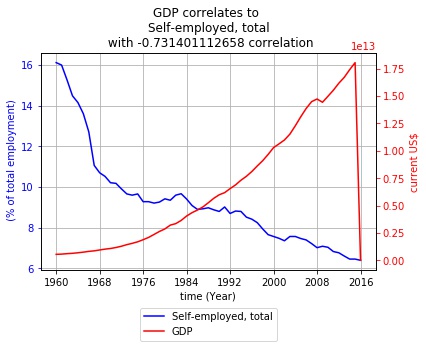 GDP correlates to
Self-employed, total
with -0.731401112658 correlation
1e13
16
14
12
10
8
6
(% of total employment)
1.75
1.50
1.25
1.00
0.75
0.50
0.25
0.00
current US$
1960 1968 1976 1984 1992 2000 2008 2016
time (Year)
Self-employed, total
GDP